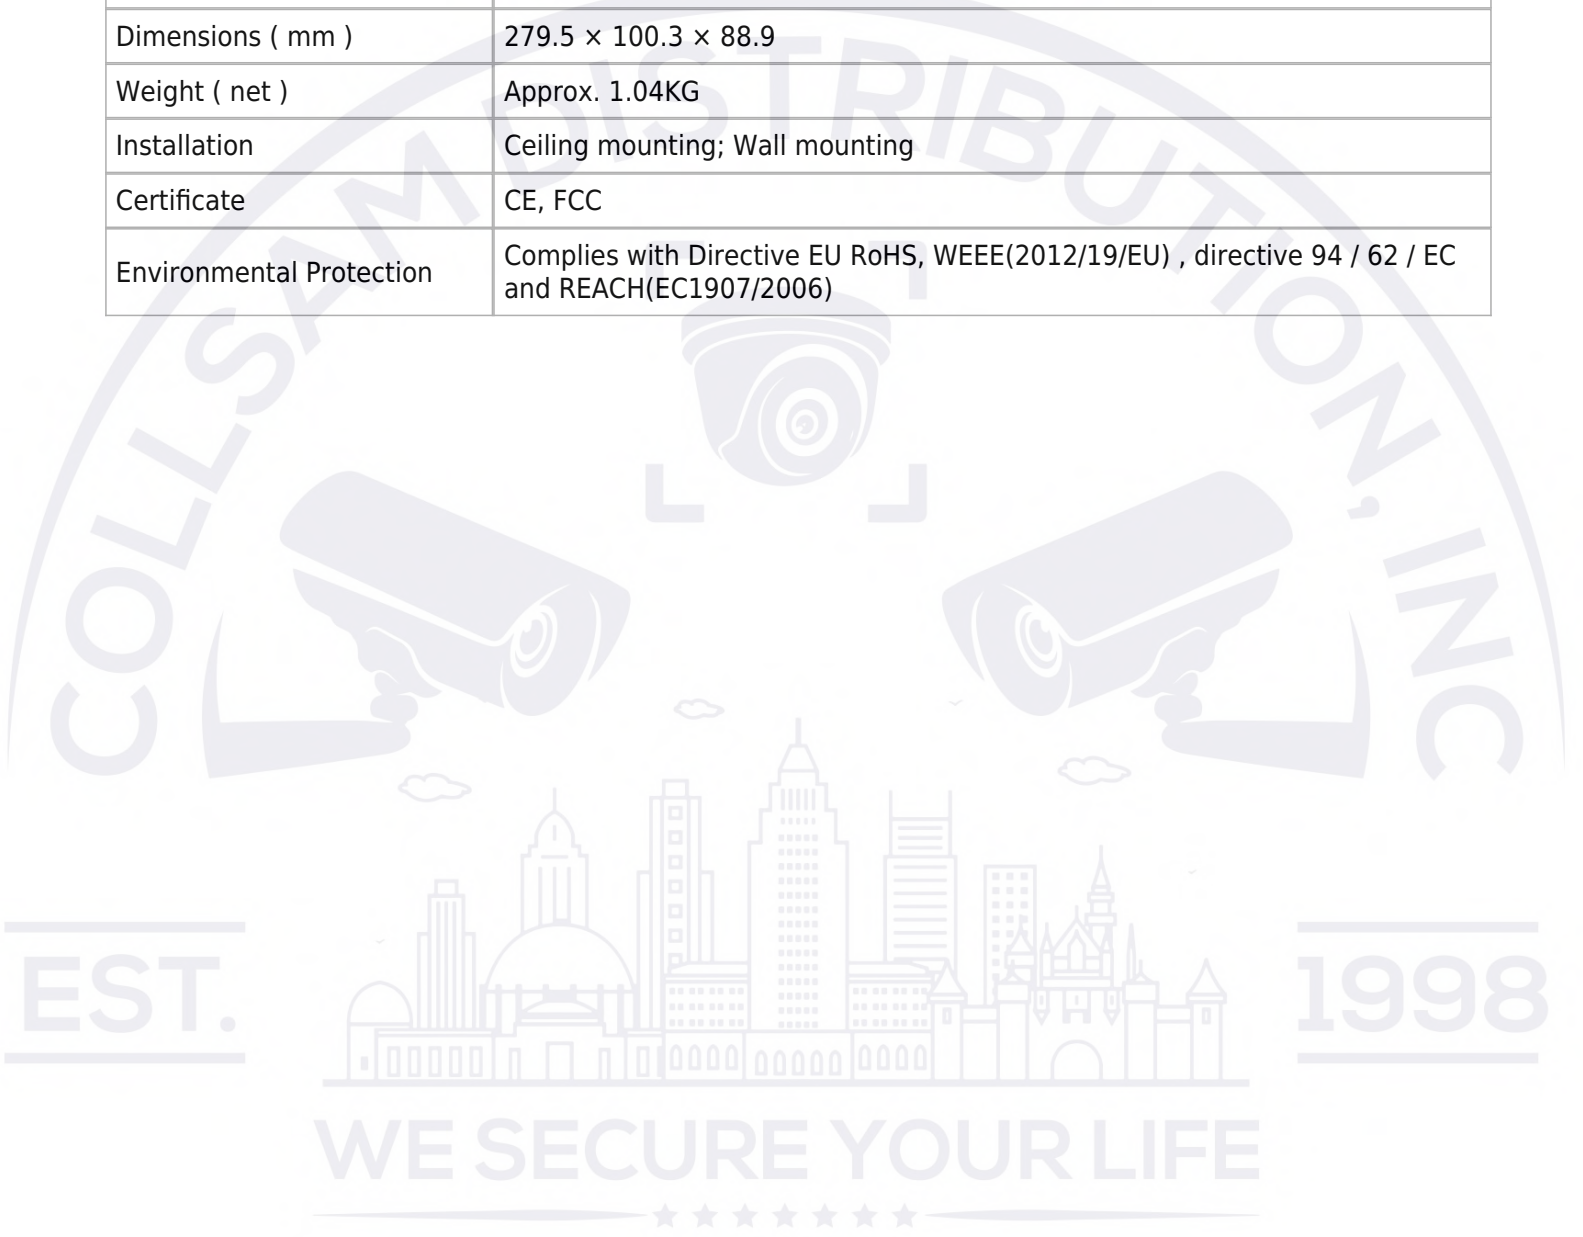 Dimensions ( mm ) 279.5 × 100.3 × 88.9
Weight ( net ) Approx. 1.04KG
Installation Ceiling mounting; Wall mounting
Certificate CE, FCC
Environmental Protection Complies with Directive EU RoHS, WEEE(2012/19/EU) , directive 94 / 62 / EC
and REACH(EC1907/2006)
COLLSAM DISTRIBUTION, INC
EST. 1998
WE SECURE YOUR LIFE